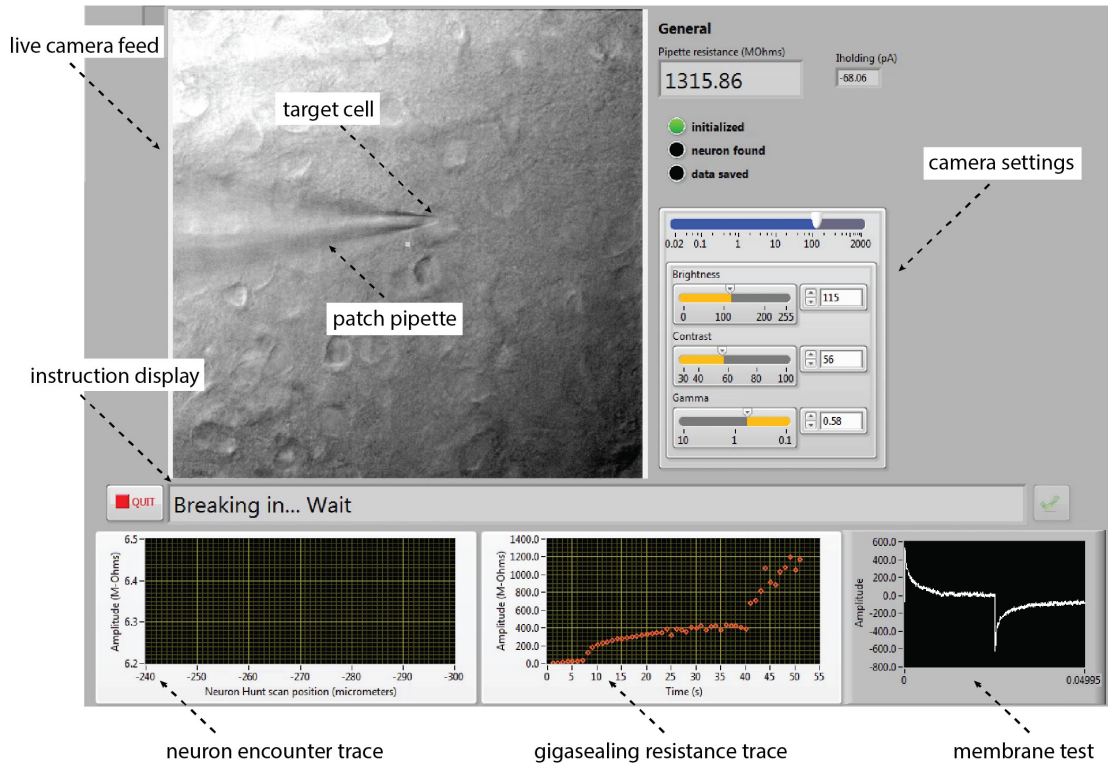 live camera feed
target cell
patch pipette
instruction display
General
Pipette resistance (MOhms)
1315.86
Iholding (pA)
-68.06
initialized
neuron found
data saved
camera settings
0.02 0.1 1 10 100 2000
Brightness
115
0 100 200 255
Contrast
56
30 40 60 80 100
Gamma
0.58
10 1 0.1
QUIT
Breaking in... Wait
Amplitude (M-Ohms)
6.5
6.4
6.3
6.2
-240 -250 -260 -270 -280 -290 -300
Neuron Hunt scan position (micrometers)
Amplitude (M-Ohms)
1400.0
1200.0
1000.0
800.0
600.0
400.0
200.0
0.0
0 5 10 15 20 25 30 35 40 45 50 55
Time (s)
Amplitude
600.0
400.0
200.0
0.0
-200.0
-400.0
-600.0
-800.0
0 0.04995
neuron encounter trace
gigasealing resistance trace
membrane test